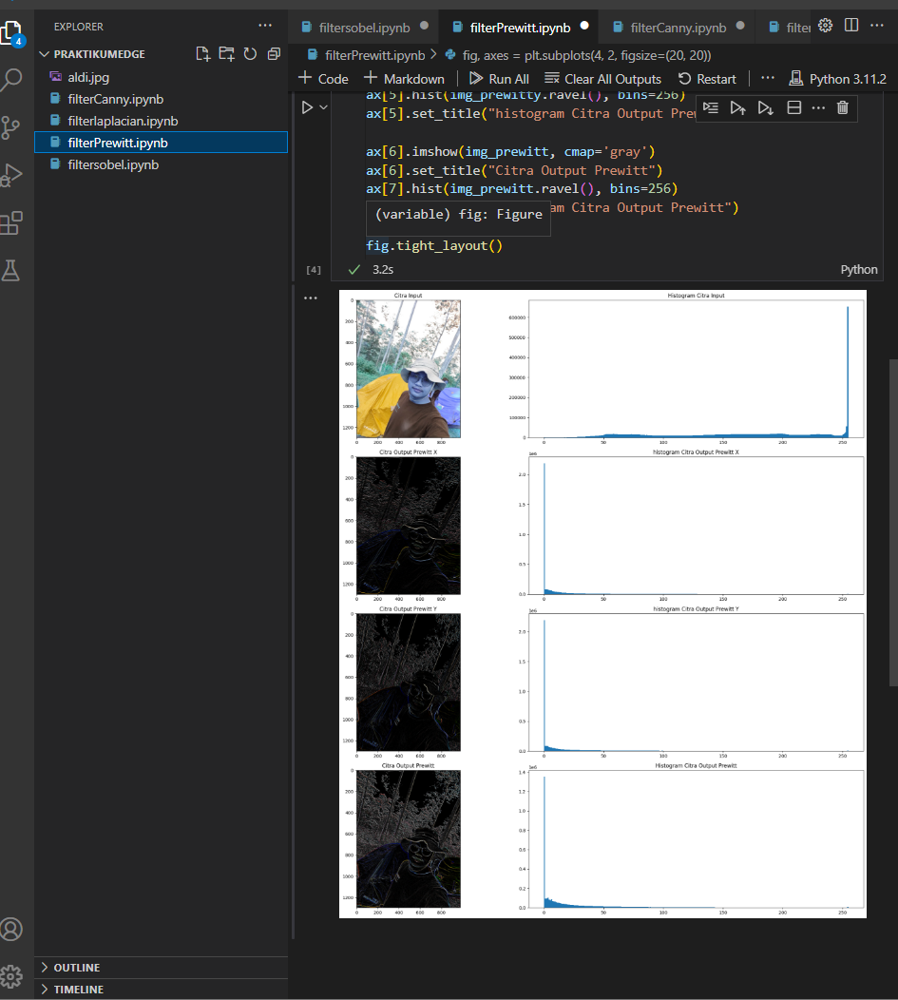 EXPLORER
filtersobel.ipynb
filterPrewitt.ipynb
filterCanny.ipynb
filter
4
PRAKTIKUMEDGE
aldi.jpg
filterCanny.ipynb
filterlaplacian.ipynb
filterPrewitt.ipynb
filtersobel.ipynb
OUTLINE
TIMELINE
filterPrewitt.ipynb > fig, axes = plt.subplots(4, 2, figsize=(20, 20))
Code
Markdown
Run All
Clear All Outputs
Restart
Python 3.11.2
ax[5].hist(img_prewitty.ravel(), bins=256)
ax[5].set_title("histogram Citra Output Prew
ax[6].imshow(img_prewitt, cmap='gray')
ax[6].set_title("Citra Output Prewitt")
ax[7].hist(img_prewitt.ravel(), bins=256)
am Citra Output Prewitt")
(variable) fig: Figure
fig.tight_layout()
[4]
3.2s
Python
Citra Input
0
200
400
600
800
1000
1200
0 200 400 600 800
Histogram Citra Input
600000
500000
400000
300000
200000
100000
0
0 50 100 150 200 250
Citra Output Prewitt X
0
200
400
600
800
1000
1200
0 200 400 600 800
histogram Citra Output Prewitt X
1e6
2.0
1.5
1.0
0.5
0.0
0 50 100 150 200 250
Citra Output Prewitt Y
0
200
400
600
800
1000
1200
0 200 400 600 800
histogram Citra Output Prewitt Y
1e6
2.0
1.5
1.0
0.5
0.0
0 50 100 150 200 250
Citra Output Prewitt
0
200
400
600
800
1000
1200
0 200 400 600 800
Histogram Citra Output Prewitt
1e6
1.4
1.2
1.0
0.8
0.6
0.4
0.2
0.0
0 50 100 150 200 250